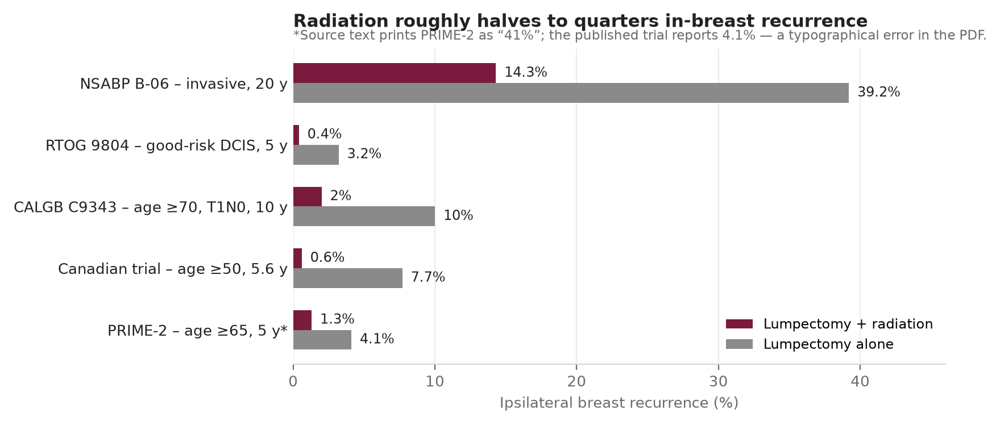 Radiation roughly halves to quarters in-breast recurrence
*Source text prints PRIME-2 as “41%”; the published trial reports 4.1% — a typographical error in the PDF.
NSABP B-06 – invasive, 20 y
14.3%
39.2%
RTOG 9804 – good-risk DCIS, 5 y
0.4%
3.2%
CALGB C9343 – age ≥70, T1N0, 10 y
2%
10%
Canadian trial – age ≥50, 5.6 y
0.6%
7.7%
PRIME-2 – age ≥65, 5 y*
1.3%
4.1%
Lumpectomy + radiation
Lumpectomy alone
0 10 20 30 40
Ipsilateral breast recurrence (%)